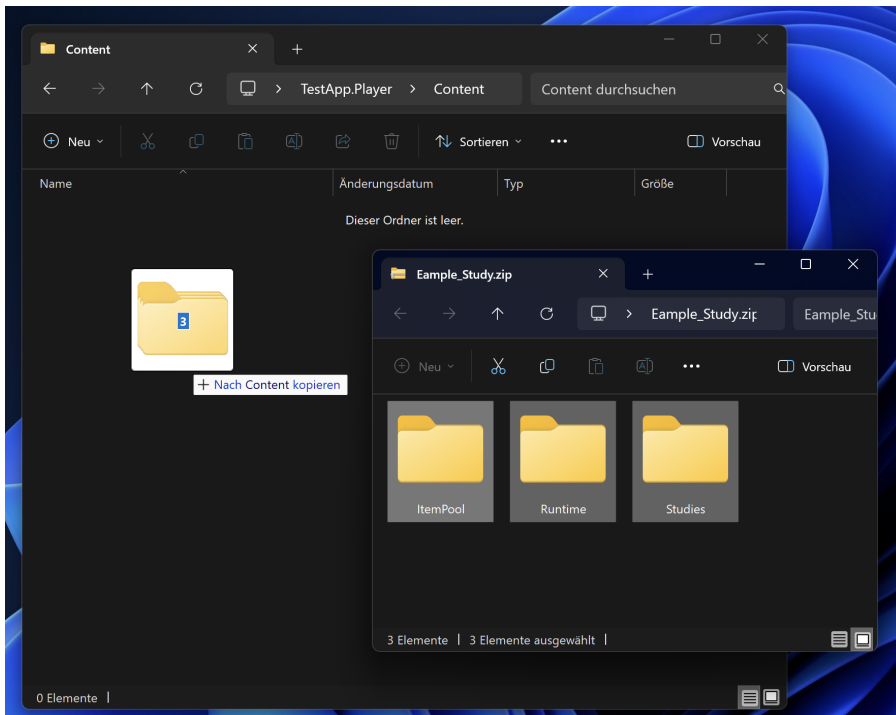 Content
TestApp.Player > Content
Content durchsuchen
Neu
Sortieren
Vorschau
Name
Änderungsdatum
Typ
Größe
Dieser Ordner ist leer.
3
+ Nach Content kopieren
0 Elemente
Eample_Study.zip
Eample_Study.zip
Eample_Stu
Neu
Vorschau
ItemPool
Runtime
Studies
3 Elemente
3 Elemente ausgewählt